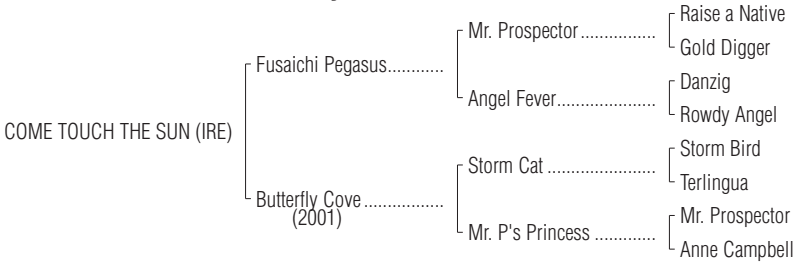 Raise a Native
Mr. Prospector................
Gold Digger
Fusaichi Pegasus............
Danzig
Angel Fever.....................
Rowdy Angel
COME TOUCH THE SUN (IRE)
Storm Bird
Storm Cat .......................
Terlingua
Butterfly Cove .................
(2001)
Mr. Prospector
Mr. P's Princess .............
Anne Campbell